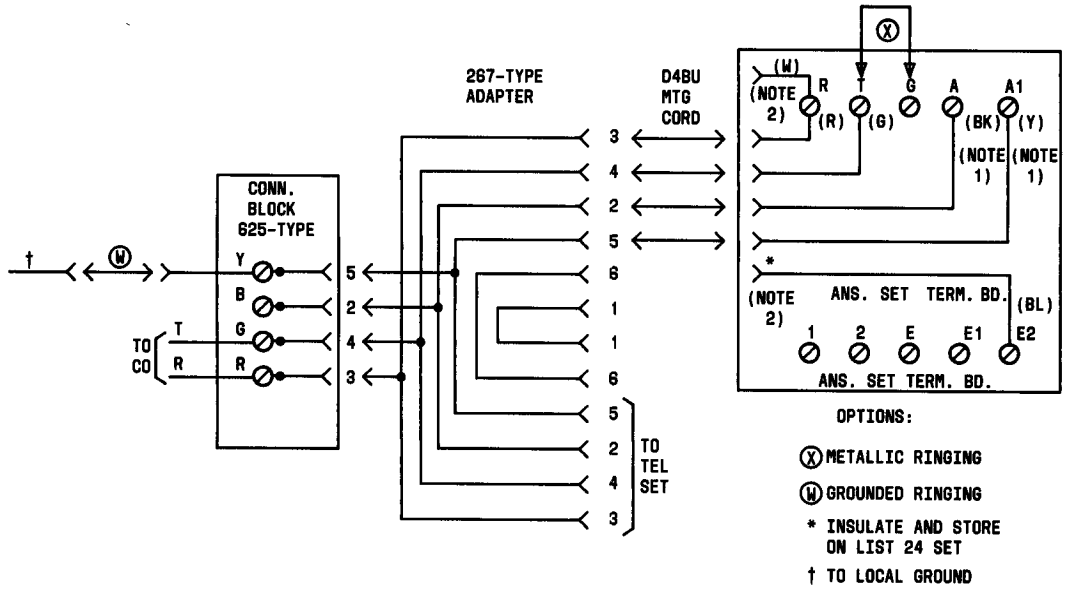 267-TYPE
ADAPTER
D4BU
MTG
CORD
X
(W)
R T G A A1
(NOTE
2)
(R) (G) (BK) (Y)
(NOTE
1)
(NOTE
1)
3
4
2
5
6
1
1
6
5
2
4
3
TO
TEL
SET
CONN.
BLOCK
625-TYPE
† W
Y 5
B 2
T G 4
R R 3
TO
CO
*
(NOTE
2)
ANS. SET TERM. BD.
(BL)
1 2 E E1 E2
ANS. SET TERM. BD.
OPTIONS:
X METALLIC RINGING
W GROUNDED RINGING
* INSULATE AND STORE
ON LIST 24 SET
† TO LOCAL GROUND